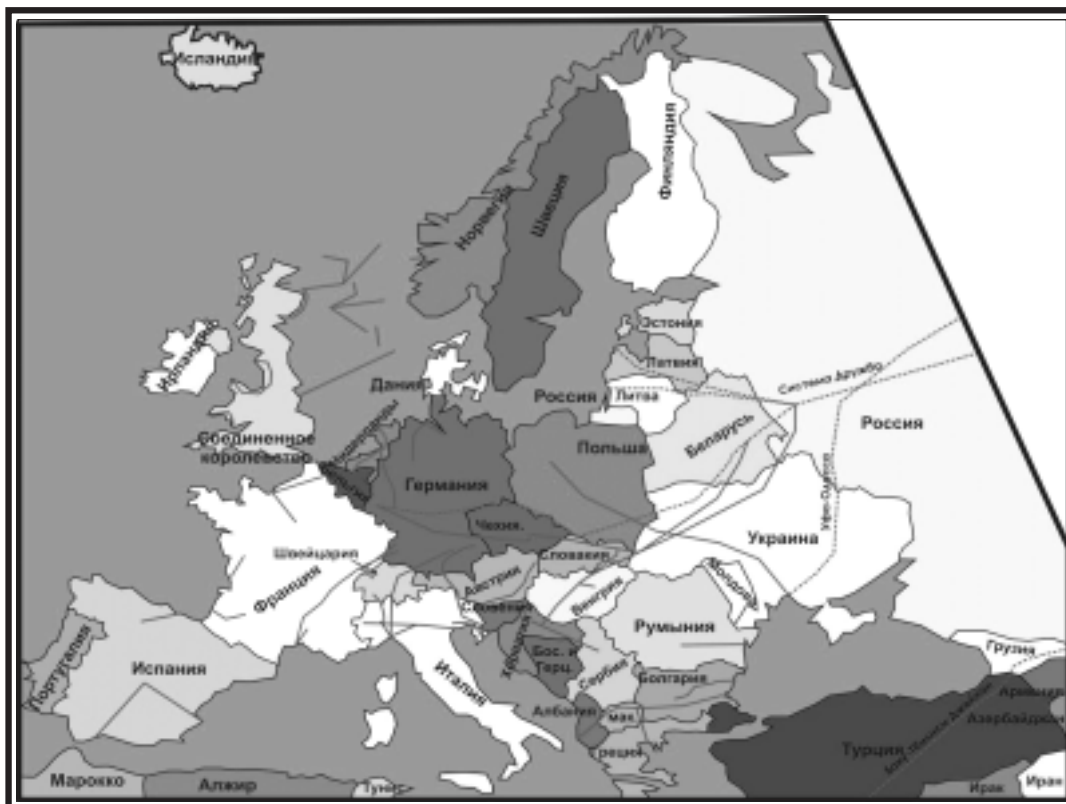 Исландия
Финляндия
Швеция
Норвегия
Эстония
Латвия
Ирландия
Дания
Россия
Литва
Система Дружба
Россия
Соединенное
королевство
Нидерланды
Польша
Беларусь
Германия
Чехия.
Украина
Швейцария
Словакия
Франция
Австрия
Венгрия
Молдова
Словения
Румыния
Хорватия
Бос. и
Герц.
Грузия
Португалия
Испания
Италия
Сербия
Болгария
Армения
Албания
мак.
Азербайджан
Турция
Греция
Марокко
Алжир
Тунис
Ирак
Иран